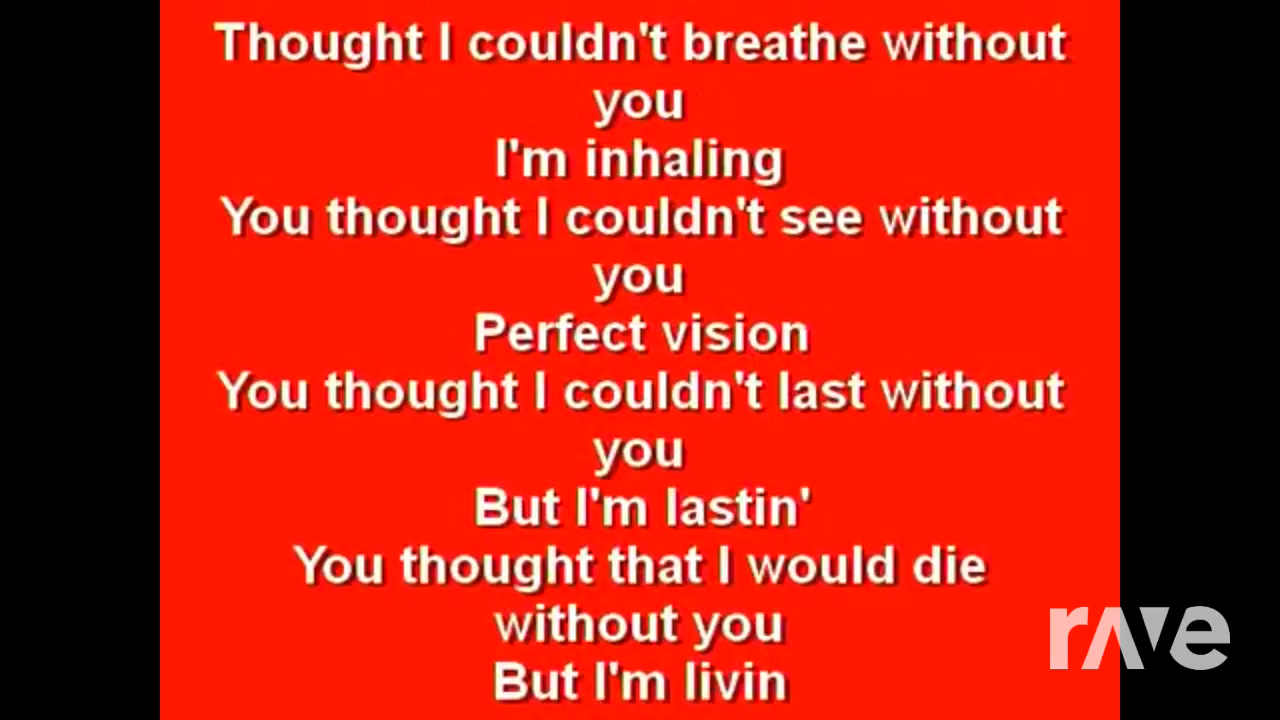 Thought I couldn't breathe without
you
I'm inhaling
You thought I couldn't see without
you
Perfect vision
You thought I couldn't last without
you
But I'm lastin'
You thought that I would die
without you
But I'm livin
rave